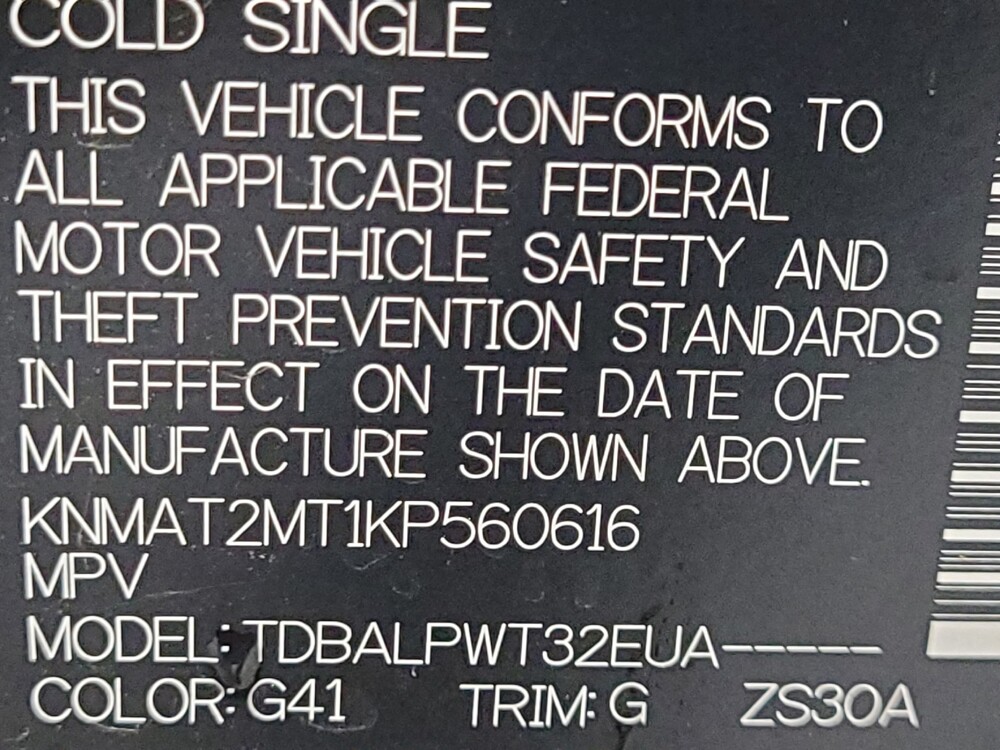 COLD SINGLE
THIS VEHICLE CONFORMS TO
ALL APPLICABLE FEDERAL
MOTOR VEHICLE SAFETY AND
THEFT PREVENTION STANDARDS
IN EFFECT ON THE DATE OF
MANUFACTURE SHOWN ABOVE.
KNMAT2MT1KP560616
MPV
MODEL: TDBALPWT32EUA-----
COLOR: G41 TRIM: G ZS30A